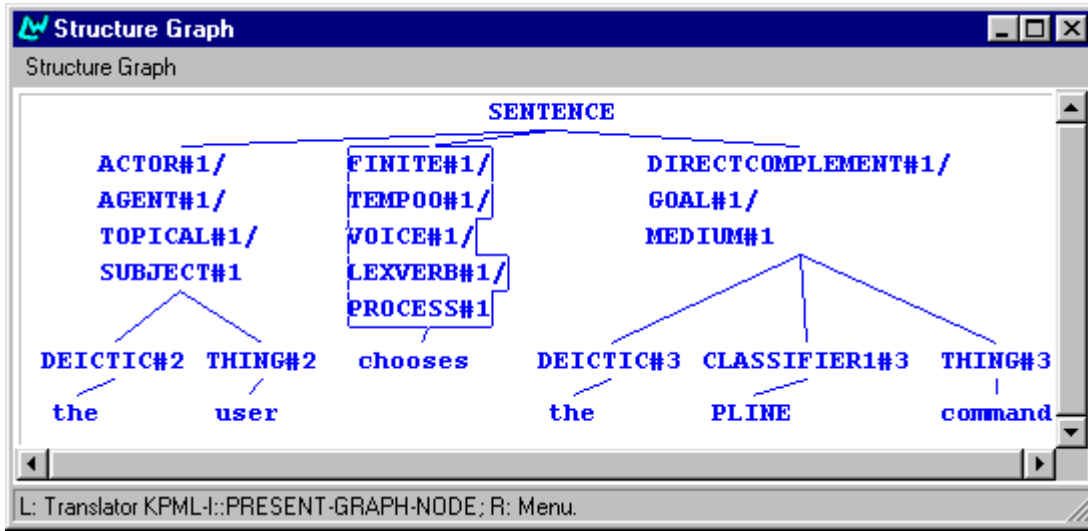 Structure Graph
Structure Graph
SENTENCE
ACTOR#1/ FINITE#1/ DIRECTCOMPLEMENT#1/
AGENT#1/ TEMPO0#1/ GOAL#1/
TOPICAL#1/ VOICE#1/ MEDIUM#1
SUBJECT#1 LEXVERB#1/
PROCESS#1
DEICTIC#2 THING#2 chooses DEICTIC#3 CLASSIFIER1#3 THING#3
the user the PLINE command
L: Translator KPML-I::PRESENT-GRAPH-NODE; R: Menu.